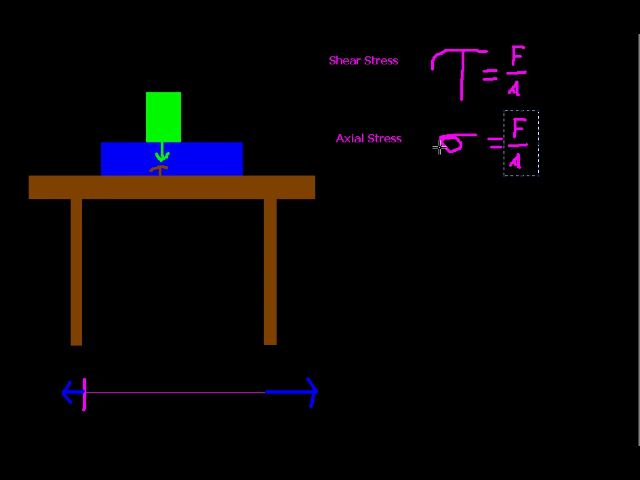 Shear Stress τ = F/A
Axial Stress σ = F/A